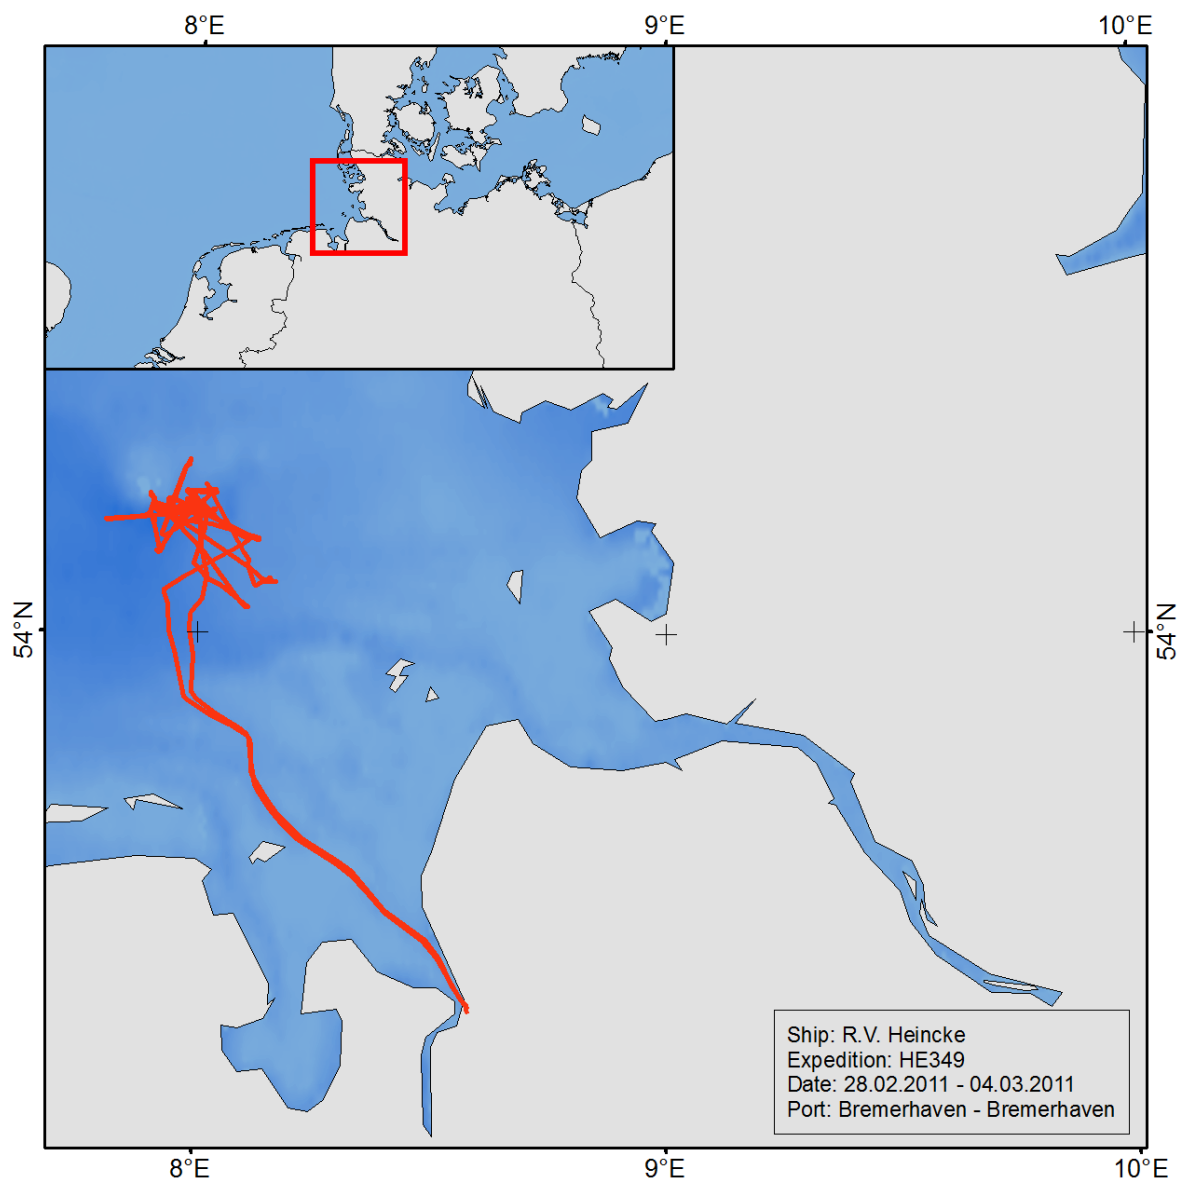 8°E 9°E 10°E
54°N 54°N
Ship: R.V. Heincke
Expedition: HE349
Date: 28.02.2011 - 04.03.2011
Port: Bremerhaven - Bremerhaven
8°E 9°E 10°E